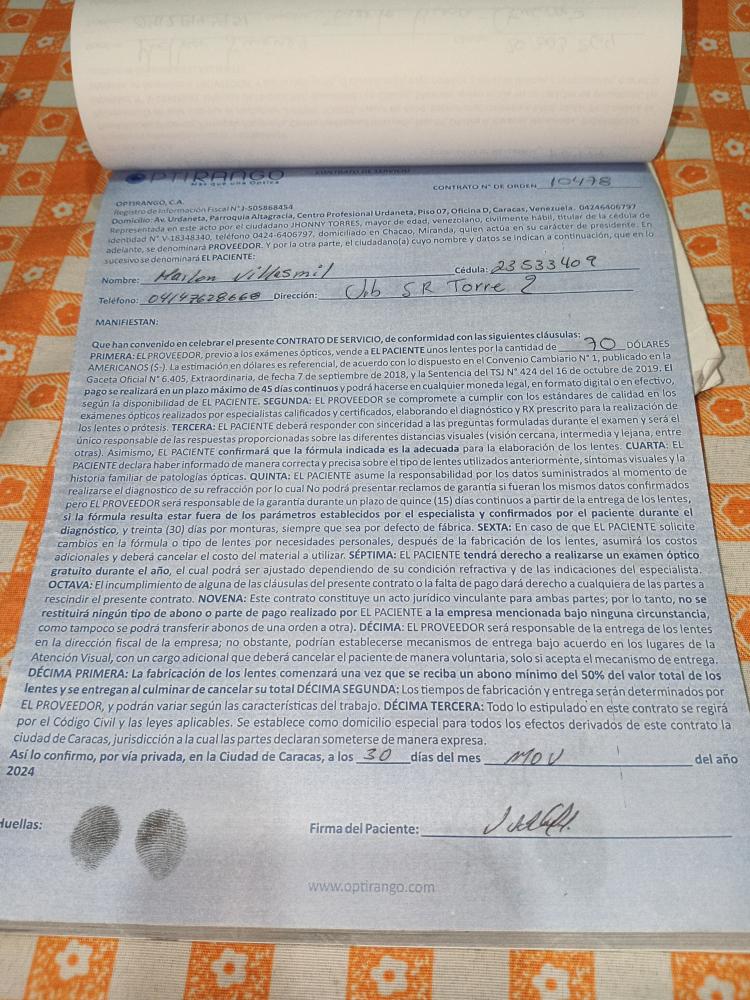 OPTIRANGO
Más que una Óptica
CONTRATO DE SERVICIO
CONTRATO N° DE ORDEN 10478
OPTIRANGO, C.A.
Registro de Información Fiscal N°J-505868454
Domicilio: Av. Urdaneta, Parroquia Altagracia, Centro Profesional Urdaneta, Piso 07, Oficina D, Caracas, Venezuela. 04246406797
Representada en este acto por el ciudadano JHONNY TORRES, mayor de edad, venezolano, civilmente hábil, titular de la cédula de
identidad N° V-18348340, teléfono 0424-6406797, domiciliado en Chacao, Miranda, quien actúa en su carácter de presidente. En
adelante, se denominará PROVEEDOR. Y por la otra parte, el ciudadano(a) cuyo nombre y datos se indican a continuación, que en lo
sucesivo se denominará EL PACIENTE:
Nombre: Marlon Villasmil Cédula: 23533409
Teléfono: 04147628668 Dirección: Urb SR Torre 2
MANIFIESTAN:
Que han convenido en celebrar el presente CONTRATO DE SERVICIO, de conformidad con las siguientes cláusulas:
PRIMERA: EL PROVEEDOR, previo a los exámenes ópticos, vende a EL PACIENTE unos lentes por la cantidad de 70 DÓLARES
AMERICANOS ($-). La estimación en dólares es referencial, de acuerdo con lo dispuesto en el Convenio Cambiario N° 1, publicado en la
Gaceta Oficial N° 6.405, Extraordinaria, de fecha 7 de septiembre de 2018, y la Sentencia del TSJ N° 424 del 16 de octubre de 2019. El
pago se realizará en un plazo máximo de 45 días continuos y podrá hacerse en cualquier moneda legal, en formato digital o en efectivo,
según la disponibilidad de EL PACIENTE. SEGUNDA: EL PROVEEDOR se compromete a cumplir con los estándares de calidad en los
exámenes ópticos realizados por especialistas calificados y certificados, elaborando el diagnóstico y RX prescrito para la realización de
los lentes o prótesis. TERCERA: EL PACIENTE deberá responder con sinceridad a las preguntas formuladas durante el examen y será el
único responsable de las respuestas proporcionadas sobre las diferentes distancias visuales (visión cercana, intermedia y lejana, entre
otras). Asimismo, EL PACIENTE confirmará que la fórmula indicada es la adecuada para la elaboración de los lentes. CUARTA: EL
PACIENTE declara haber informado de manera correcta y precisa sobre el tipo de lentes utilizados anteriormente, síntomas visuales y la
historia familiar de patologías ópticas. QUINTA: EL PACIENTE asume la responsabilidad por los datos suministrados al momento de
realizarse el diagnostico de su refracción por lo cual No podrá presentar reclamos de garantía si fueran los mismos datos confirmados
pero EL PROVEEDOR será responsable de la garantía durante un plazo de quince (15) días continuos a partir de la entrega de los lentes,
si la fórmula resulta estar fuera de los parámetros establecidos por el especialista y confirmados por el paciente durante el
diagnóstico, y treinta (30) días por monturas, siempre que sea por defecto de fábrica. SEXTA: En caso de que EL PACIENTE solicite
cambios en la fórmula o tipo de lentes por necesidades personales, después de la fabricación de los lentes, asumirá los costos
adicionales y deberá cancelar el costo del material a utilizar. SÉPTIMA: EL PACIENTE tendrá derecho a realizarse un examen óptico
gratuito durante el año, el cual podrá ser ajustado dependiendo de su condición refractiva y de las indicaciones del especialista.
OCTAVA: El incumplimiento de alguna de las cláusulas del presente contrato o la falta de pago dará derecho a cualquiera de las partes a
rescindir el presente contrato. NOVENA: Este contrato constituye un acto jurídico vinculante para ambas partes; por lo tanto, no se
restituirá ningún tipo de abono o parte de pago realizado por EL PACIENTE a la empresa mencionada bajo ninguna circunstancia,
como tampoco se podrá transferir abonos de una orden a otra). DÉCIMA: EL PROVEEDOR será responsable de la entrega de los lentes
en la dirección fiscal de la empresa; no obstante, podrían establecerse mecanismos de entrega bajo acuerdo en los lugares de la
Atención Visual, con un cargo adicional que deberá cancelar el paciente de manera voluntaria, solo si acepta el mecanismo de entrega.
DÉCIMA PRIMERA: La fabricación de los lentes comenzará una vez que se reciba un abono mínimo del 50% del valor total de los
lentes y se entregan al culminar de cancelar su total DÉCIMA SEGUNDA: Los tiempos de fabricación y entrega serán determinados por
EL PROVEEDOR, y podrán variar según las características del trabajo. DÉCIMA TERCERA: Todo lo estipulado en este contrato se regirá
por el Código Civil y las leyes aplicables. Se establece como domicilio especial para todos los efectos derivados de este contrato la
ciudad de Caracas, jurisdicción a la cual las partes declaran someterse de manera expresa.
Así lo confirmo, por vía privada, en la Ciudad de Caracas, a los 30 días del mes NOV del año
2024
Huellas:
Firma del Paciente:
www.optirango.com